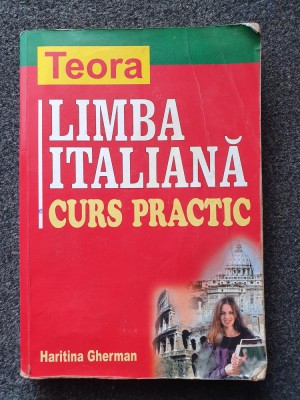 Teora
LIMBA
ITALIANĂ
CURS PRACTIC
Haritina Gherman